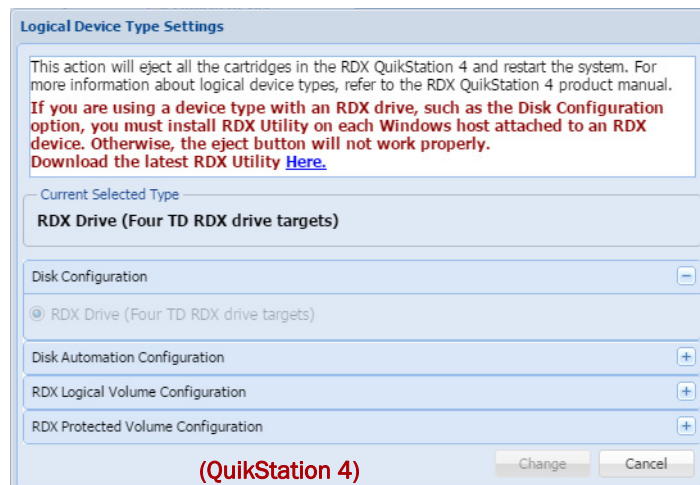 Logical Device Type Settings
This action will eject all the cartridges in the RDX QuikStation 4 and restart the system. For
more information about logical device types, refer to the RDX QuikStation 4 product manual.
If you are using a device type with an RDX drive, such as the Disk Configuration
option, you must install RDX Utility on each Windows host attached to an RDX
device. Otherwise, the eject button will not work properly.
Download the latest RDX Utility Here.
Current Selected Type
RDX Drive (Four TD RDX drive targets)
Disk Configuration
RDX Drive (Four TD RDX drive targets)
Disk Automation Configuration
RDX Logical Volume Configuration
RDX Protected Volume Configuration
(QuikStation 4)
Change Cancel